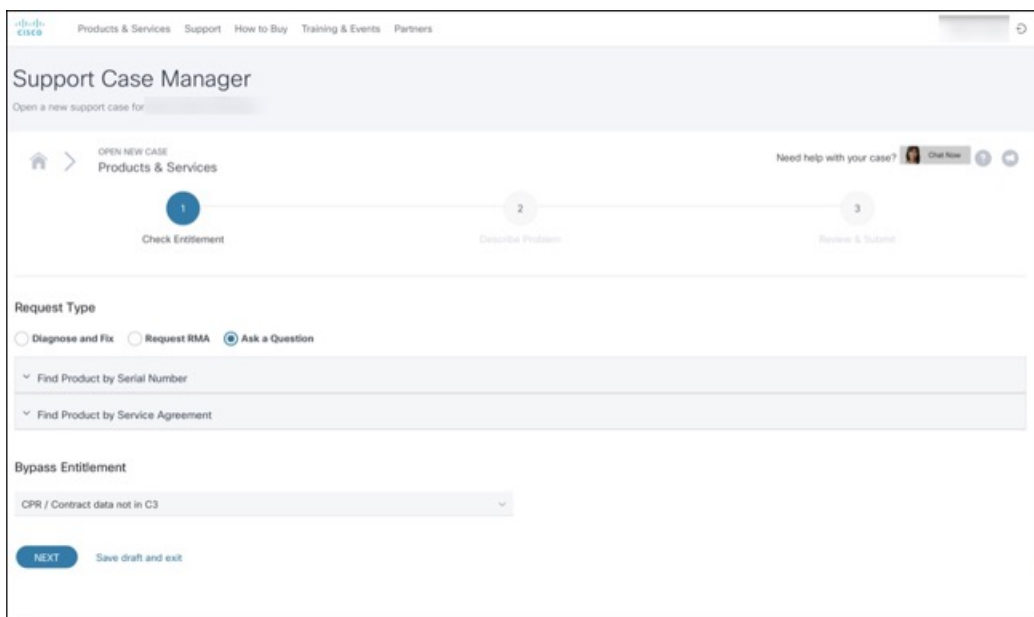 CISCO
Products & Services Support How to Buy Training & Events Partners
Support Case Manager
Open a new support case for
OPEN NEW CASE
Products & Services
Need help with your case? Chat Now ?
1 2 3
Check Entitlement Describe Problem Review & Submit
Request Type
Diagnose and Fix Request RMA Ask a Question
Find Product by Serial Number
Find Product by Service Agreement
Bypass Entitlement
CPR / Contract data not in C3
NEXT Save draft and exit